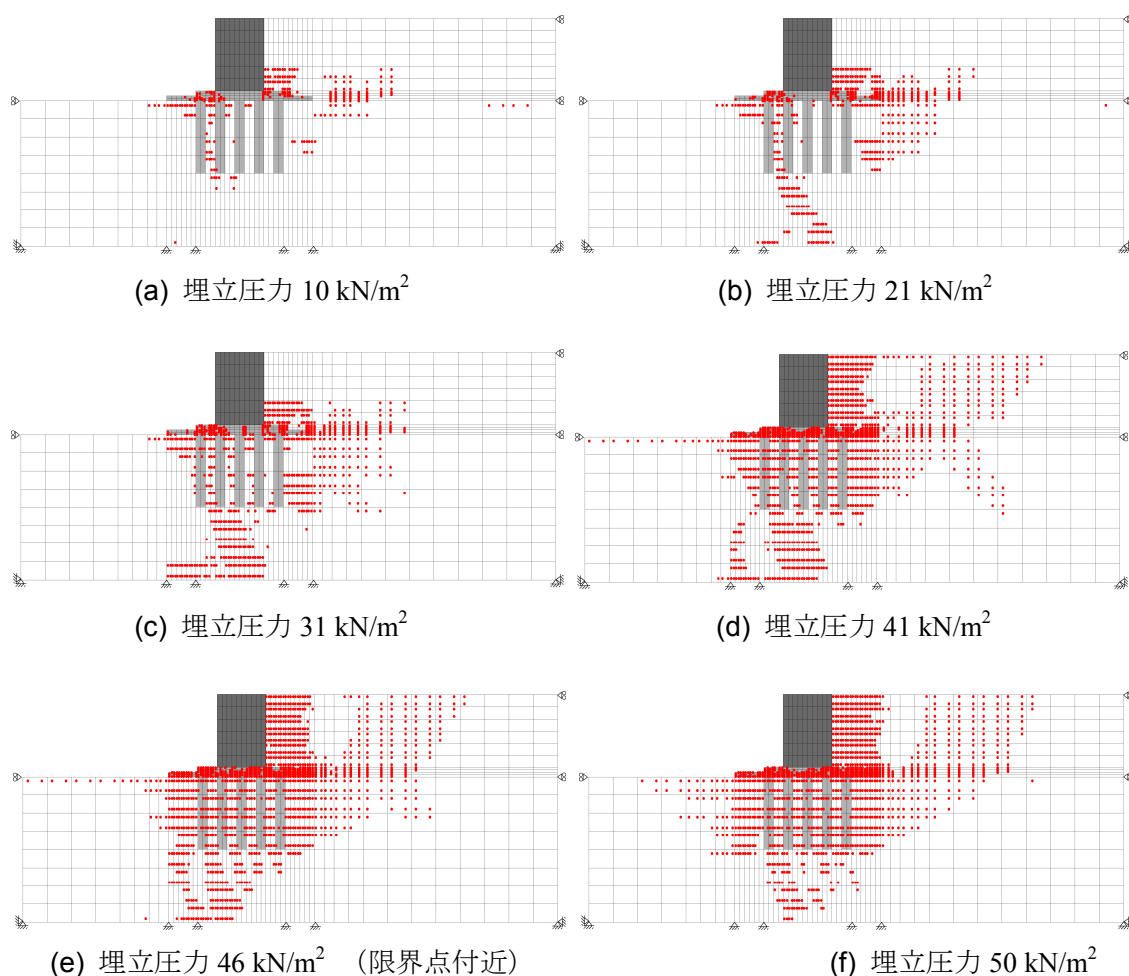 (a) 埋立圧力 10 kN/m²
(b) 埋立圧力 21 kN/m²
(c) 埋立圧力 31 kN/m²
(d) 埋立圧力 41 kN/m²
(e) 埋立圧力 46 kN/m² (限界点付近)
(f) 埋立圧力 50 kN/m²